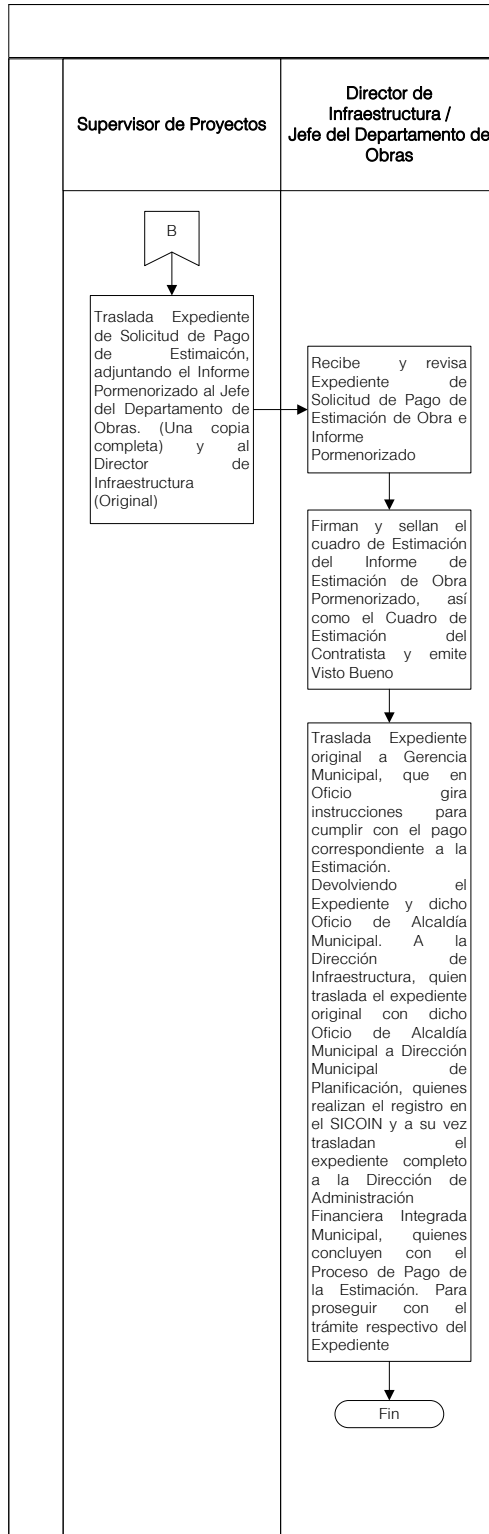 Supervisor de Proyectos
Director de
Infraestructura /
Jefe del Departamento de
Obras
B
Traslada Expediente
de Solicitud de Pago
de Estimaicón,
adjuntando el Informe
Pormenorizado al Jefe
del Departamento de
Obras. (Una copia
completa) y al
Director de
Infraestructura
(Original)
Recibe y revisa
Expediente de
Solicitud de Pago de
Estimación de Obra e
Informe
Pormenorizado
Firman y sellan el
cuadro de Estimación
del Informe de
Estimación de Obra
Pormenorizado, así
como el Cuadro de
Estimación del
Contratista y emite
Visto Bueno
Traslada Expediente
original a Gerencia
Municipal, que en
Oficio gira
instrucciones para
cumplir con el pago
correspondiente a la
Estimación.
Devolviendo el
Expediente y dicho
Oficio de Alcaldía
Municipal. A la
Dirección de
Infraestructura, quien
traslada el expediente
original con dicho
Oficio de Alcaldía
Municipal a Dirección
Municipal de
Planificación, quienes
realizan el registro en
el SICOIN y a su vez
trasladan el
expediente completo
a la Dirección de
Administración
Financiera Integrada
Municipal, quienes
concluyen con el
Proceso de Pago de
la Estimación. Para
proseguir con el
trámite respectivo del
Expediente
Fin